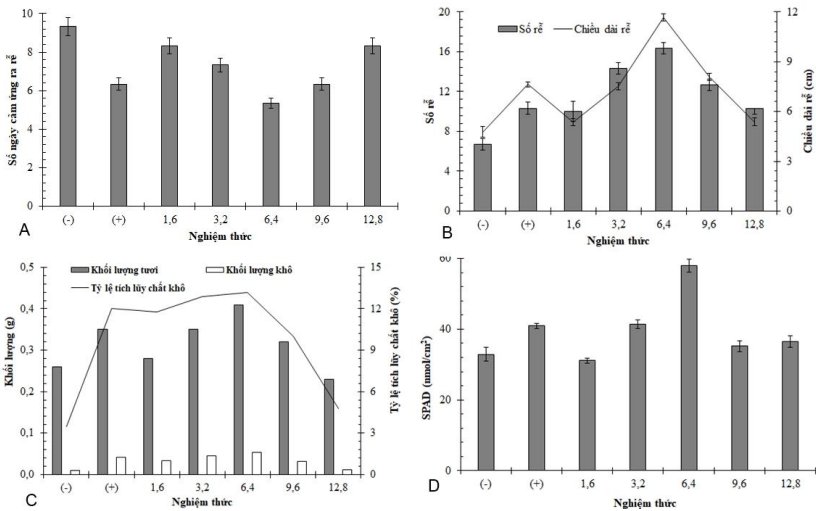 10
8
6
4
2
0
Số ngày cảm ứng ra rễ
(-) (+) 1,6 3,2 6,4 9,6 12,8
Nghiệm thức
A
20
16
12
8
4
0
Số rễ
Số rễ Chiều dài rễ
12
9
6
3
0
Chiều dài rễ (cm)
(-) (+) 1,6 3,2 6,4 9,6 12,8
Nghiệm thức
B
0,5
0,4
0,3
0,2
0,1
0,0
Khối lượng (g)
Khối lượng tươi Khối lượng khô
Tỷ lệ tích lũy chất khô
15
12
9
6
3
0
Tỷ lệ tích lũy chất khô (%)
(-) (+) 1,6 3,2 6,4 9,6 12,8
Nghiệm thức
C
60
40
20
0
SPAD (nmol/cm²)
(-) (+) 1,6 3,2 6,4 9,6 12,8
Nghiệm thức
D